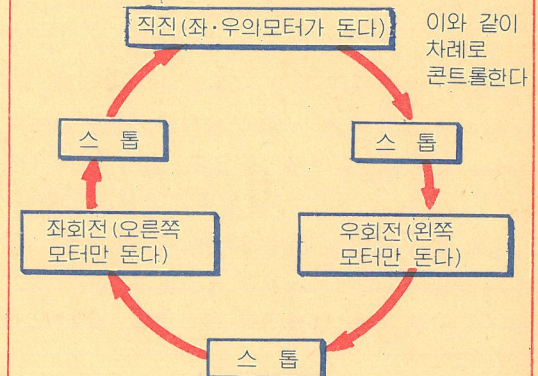 직진(좌·우의모터가 돈다)
이와 같이
차례로
콘트롤한다
스 톱
스 톱
좌회전(오른쪽
모터만 돈다)
우회전(왼쪽
모터만 돈다)
스 톱